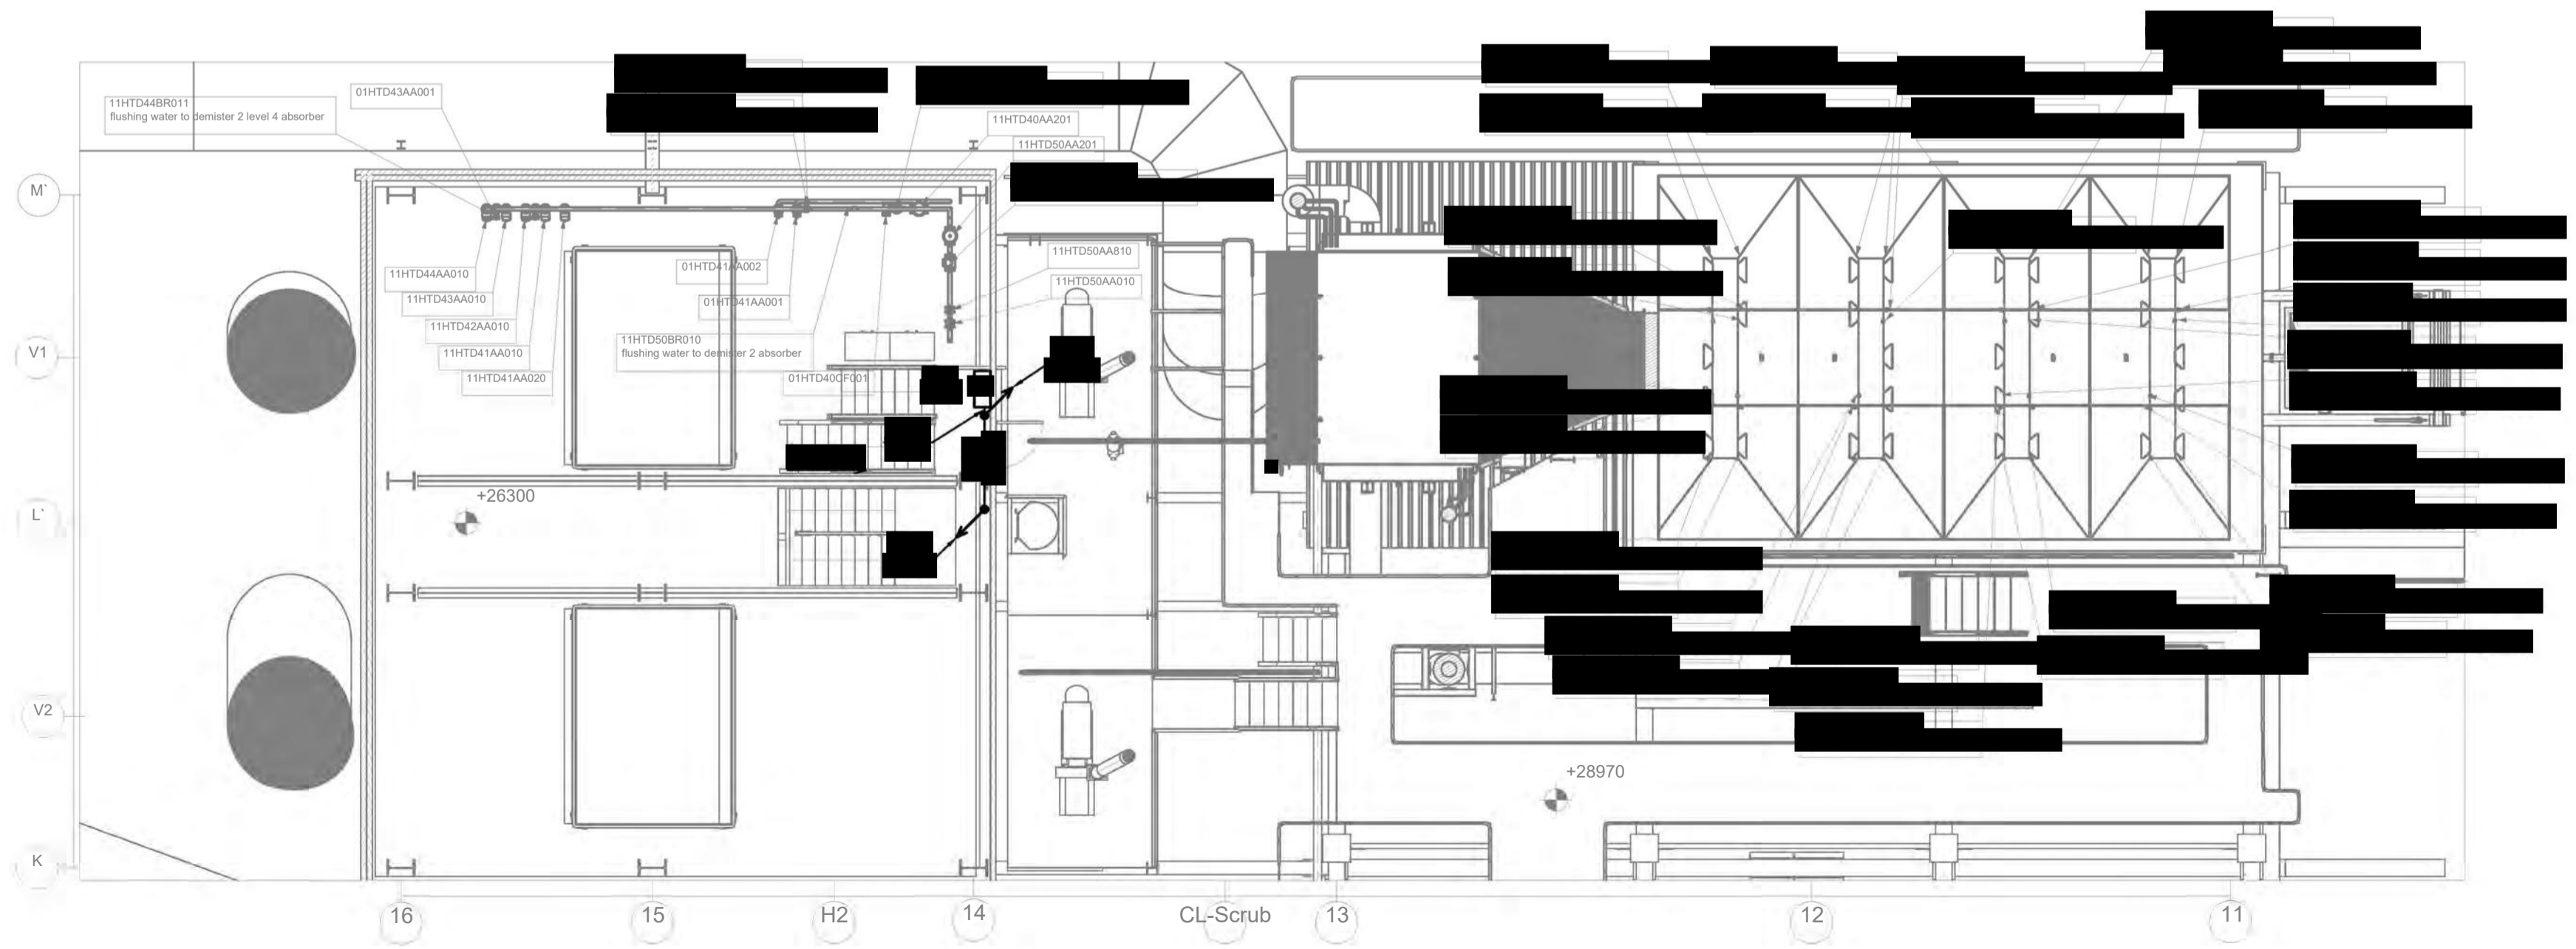 01HTD43AA001
11HTD44BR011
flushing water to demister 2 level 4 absorber
11HTD40AA201
11HTD50AA201
M`
11HTD50AA810
11HTD44AA010
01HTD41AA002
11HTD50AA010
11HTD43AA010
01HTD41AA001
11HTD42AA010
11HTD50BR010
flushing water to demister 2 absorber
V1
11HTD41AA010
11HTD41AA020
01HTD40CF001
+26300
L`
V2
+28970
K
16
15
H2
14
CL-Scrub
13
12
11